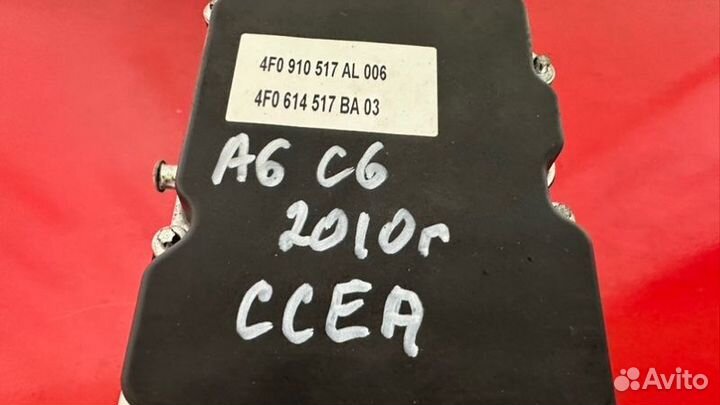 4F0 910 517 AL 006
4F0 614 517 BA 03
A6 C6
2010г
CCEA
Avito